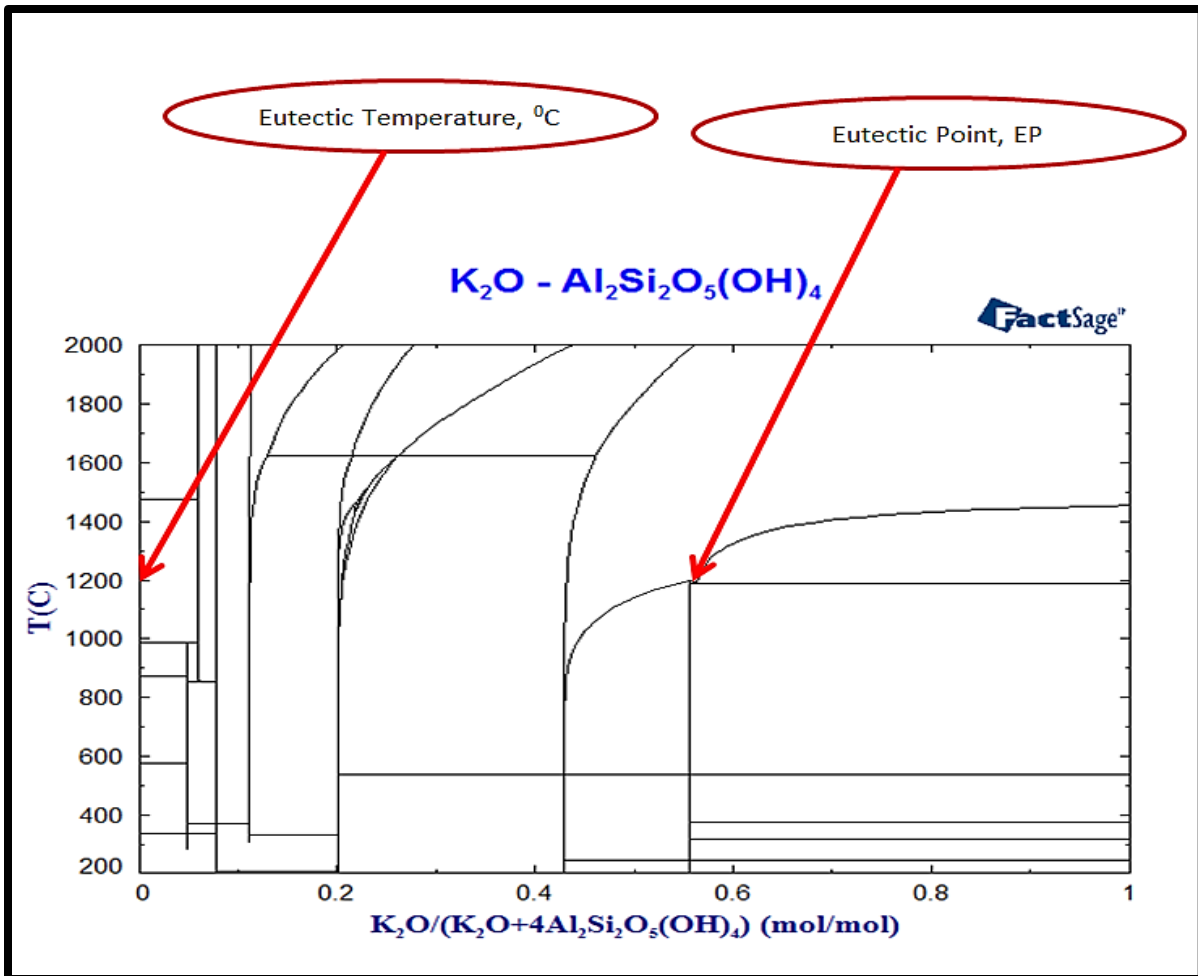 Eutectic Temperature, ⁰C
Eutectic Point, EP
K₂O - Al₂Si₂O₅(OH)₄
FactSage™
2000
1800
1600
1400
1200
1000
800
600
400
200
T(C)
0 0.2 0.4 0.6 0.8 1
K₂O/(K₂O+4Al₂Si₂O₅(OH)₄) (mol/mol)